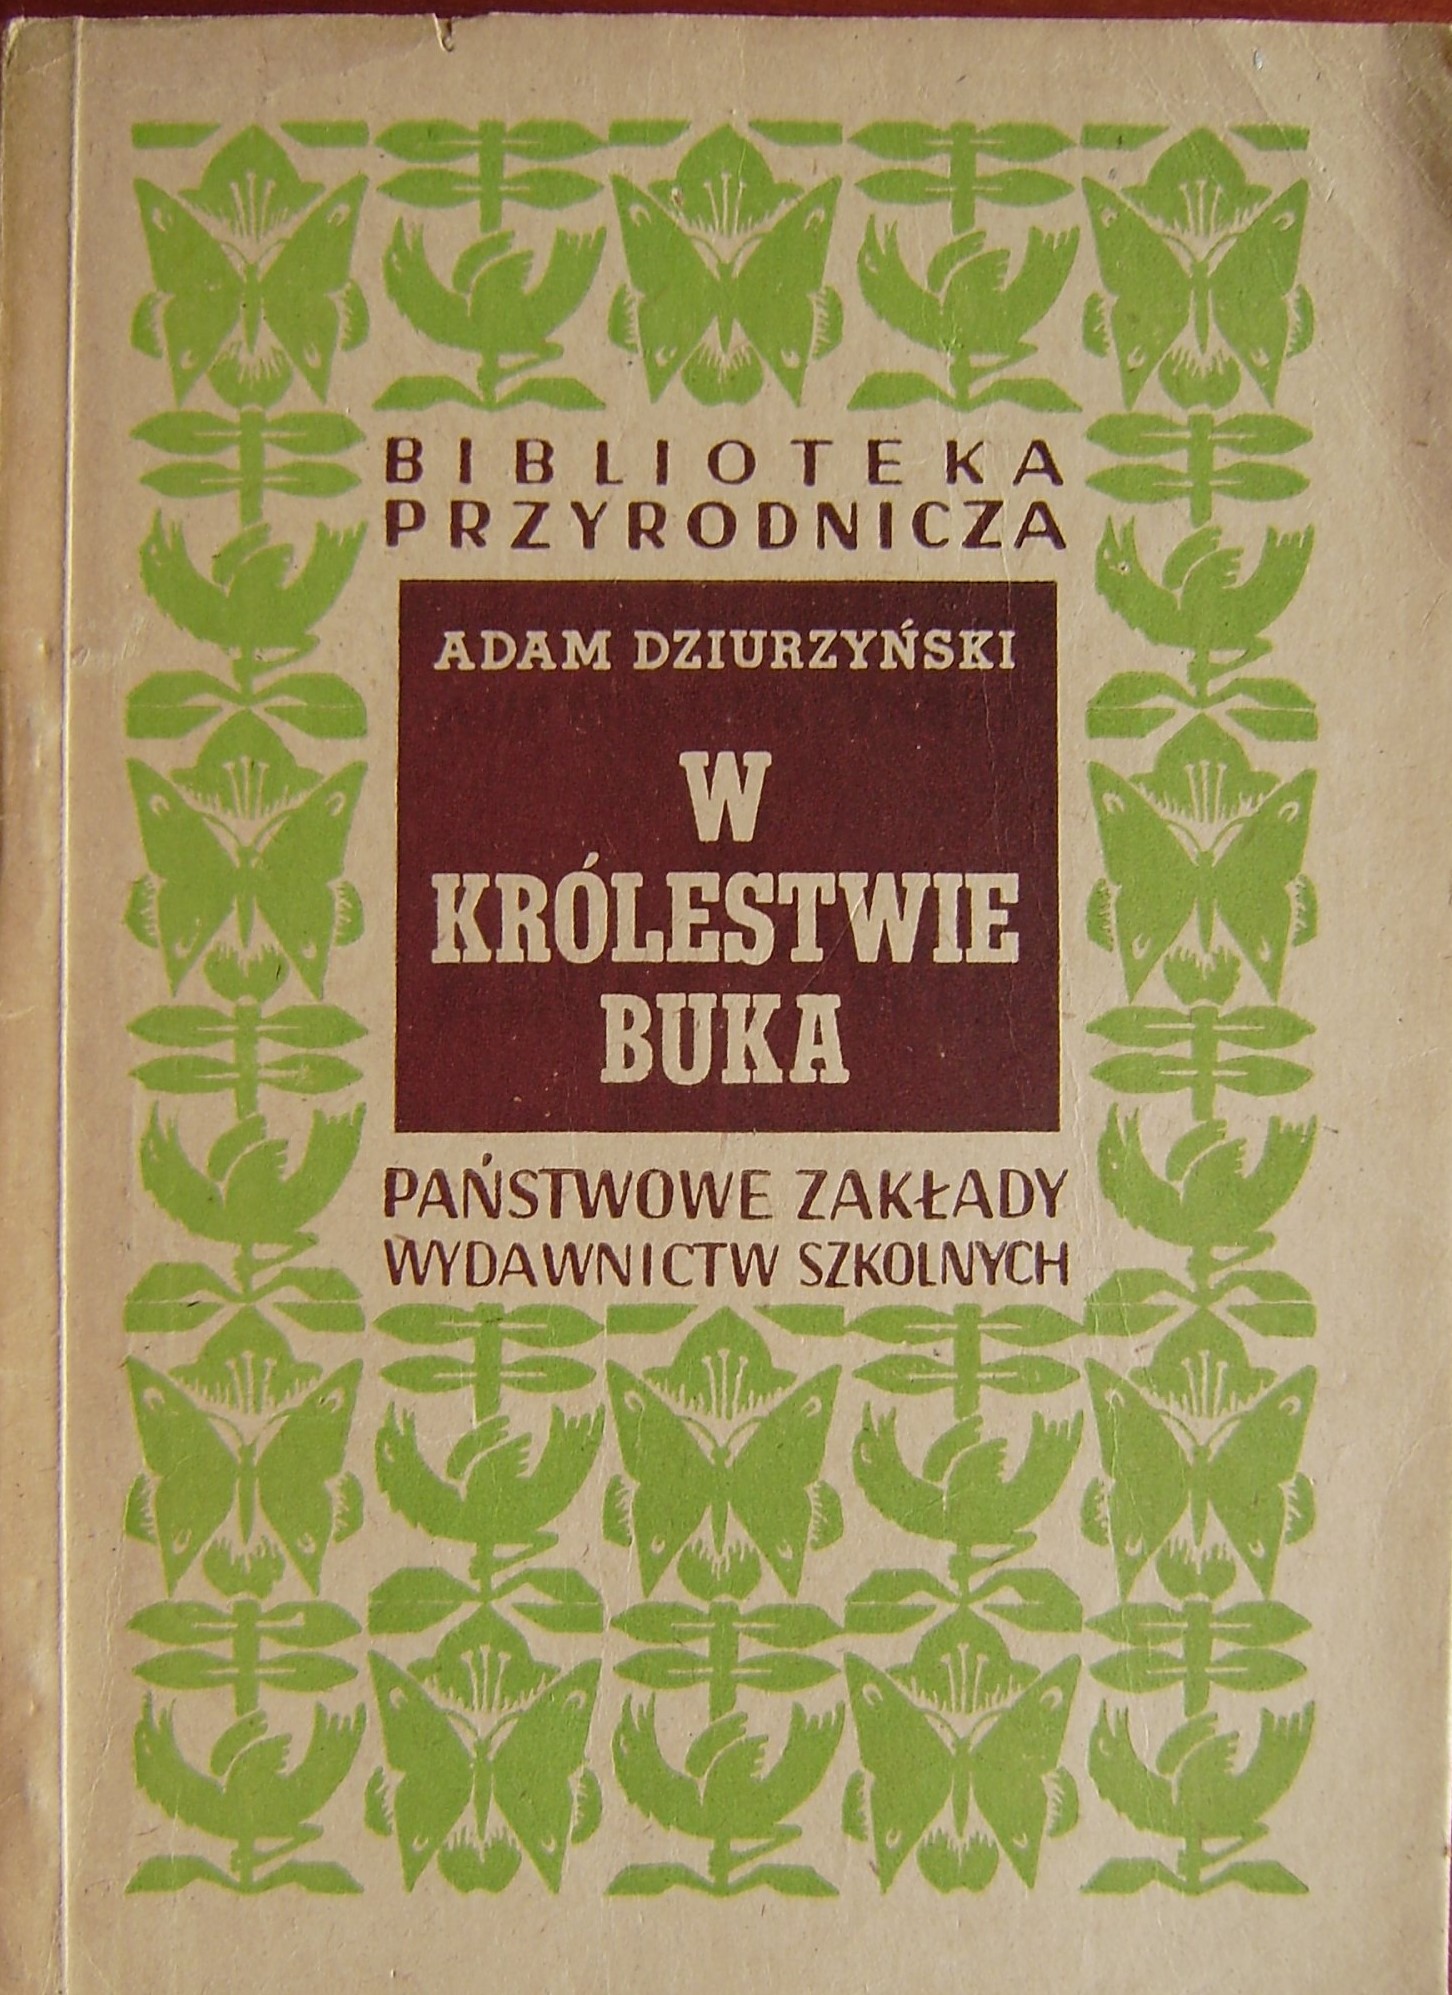 BIBLIOTEKA
PRZYRODNICZA
ADAM DZIURZYŃSKI
W
KRÓLESTWIE
BUKA
PAŃSTWOWE ZAKŁADY
WYDAWNICTW SZKOLNYCH